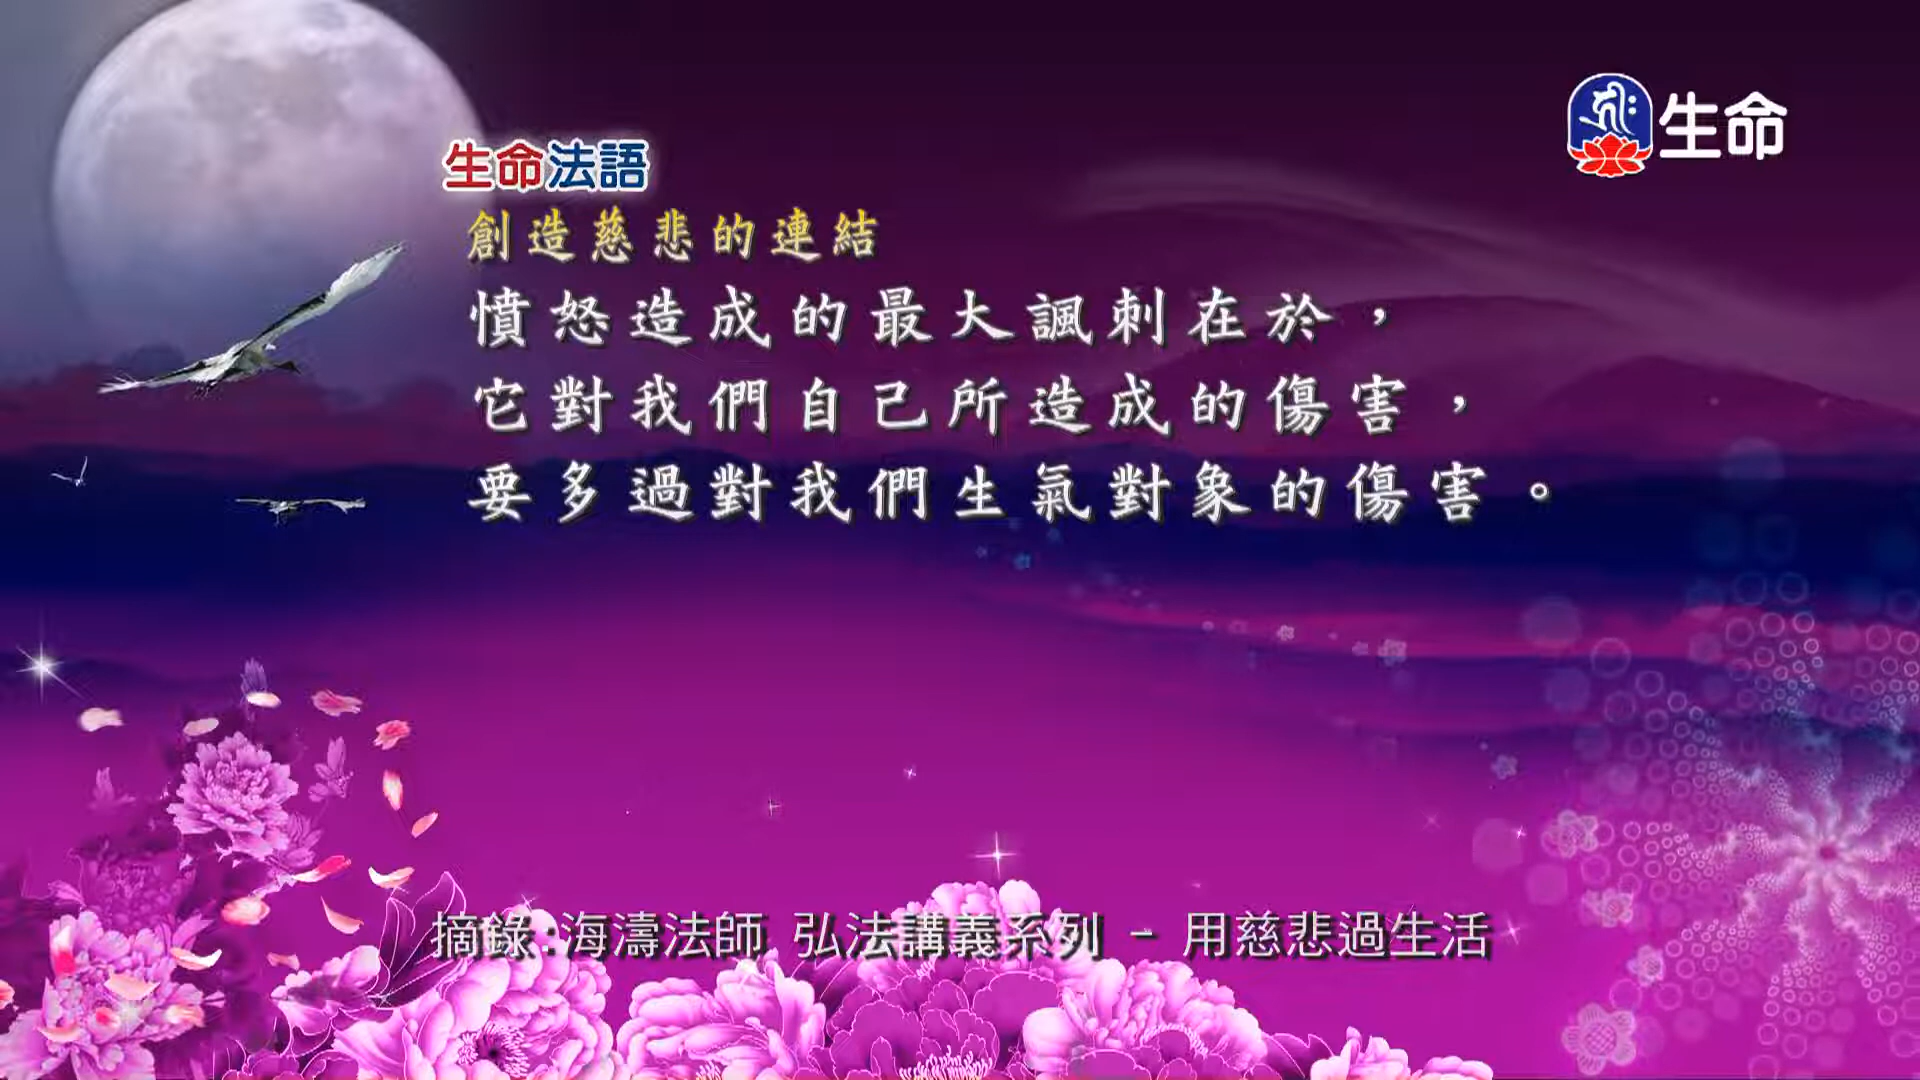 生命
生命法語
創造慈悲的連結
憤怒造成的最大諷刺在於，
它對我們自己所造成的傷害，
要多過對我們生氣對象的傷害。
摘錄:海濤法師 弘法講義系列 - 用慈悲過生活